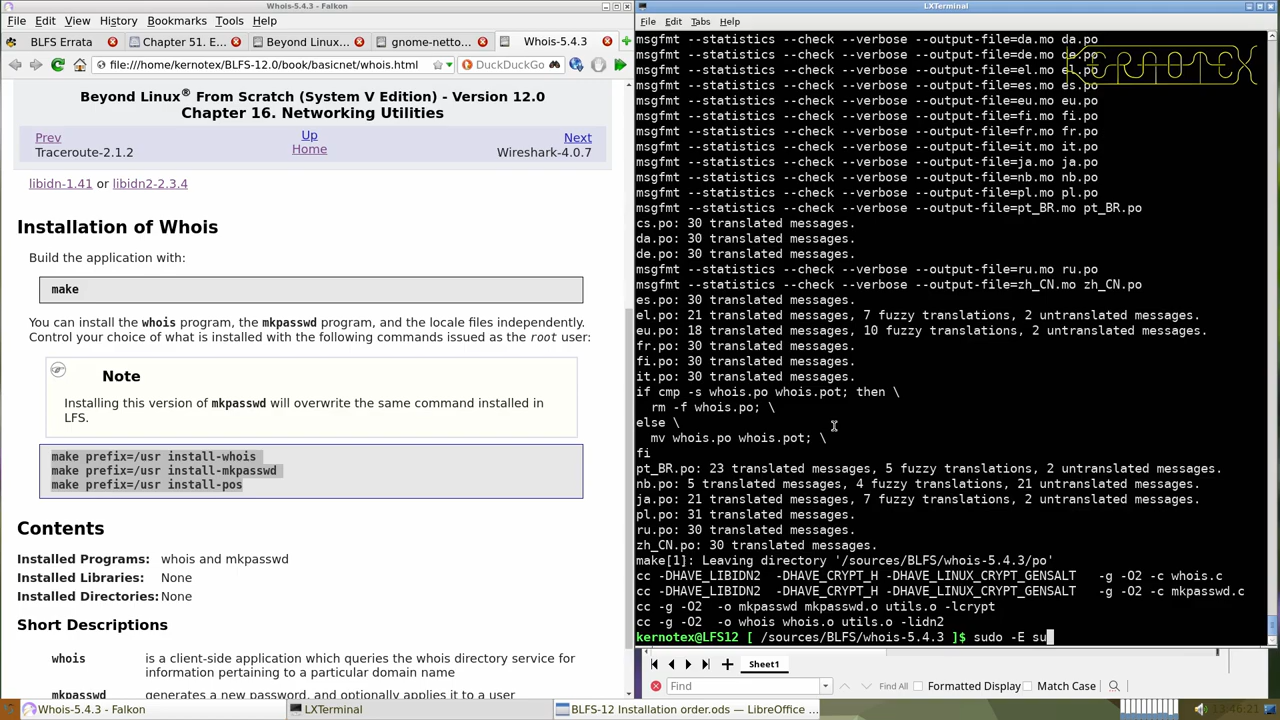 Whois-5.4.3 - Falkon
File Edit View History Bookmarks Tools Help
BLFS Errata
Chapter 51. E...
Beyond Linux...
gnome-netto...
Whois-5.4.3
file:///home/kernotex/BLFS-12.0/book/basicnet/whois.html
DuckDuckGo
Beyond Linux® From Scratch (System V Edition) - Version 12.0
Chapter 16. Networking Utilities
Prev
Up
Next
Traceroute-2.1.2
Home
Wireshark-4.0.7
libidn-1.41 or libidn2-2.3.4
Installation of Whois
Build the application with:
make
You can install the whois program, the mkpasswd program, and the locale files independently.
Control your choice of what is installed with the following commands issued as the root user:
Note
Installing this version of mkpasswd will overwrite the same command installed in
LFS.
make prefix=/usr install-whois
make prefix=/usr install-mkpasswd
make prefix=/usr install-pos
Contents
Installed Programs: whois and mkpasswd
Installed Libraries: None
Installed Directories: None
Short Descriptions
whois is a client-side application which queries the whois directory service for
information pertaining to a particular domain name
mkpasswd generates a new password, and optionally applies it to a user
LXTerminal
File Edit Tabs Help
msgfmt --statistics --check --verbose --output-file=da.mo da.po
msgfmt --statistics --check --verbose --output-file=de.mo de.po
msgfmt --statistics --check --verbose --output-file=el.mo el.po
msgfmt --statistics --check --verbose --output-file=es.mo es.po
msgfmt --statistics --check --verbose --output-file=eu.mo eu.po
msgfmt --statistics --check --verbose --output-file=fi.mo fi.po
msgfmt --statistics --check --verbose --output-file=fr.mo fr.po
msgfmt --statistics --check --verbose --output-file=it.mo it.po
msgfmt --statistics --check --verbose --output-file=ja.mo ja.po
msgfmt --statistics --check --verbose --output-file=nb.mo nb.po
msgfmt --statistics --check --verbose --output-file=pl.mo pl.po
msgfmt --statistics --check --verbose --output-file=pt_BR.mo pt_BR.po
cs.po: 30 translated messages.
da.po: 30 translated messages.
de.po: 30 translated messages.
msgfmt --statistics --check --verbose --output-file=ru.mo ru.po
msgfmt --statistics --check --verbose --output-file=zh_CN.mo zh_CN.po
es.po: 30 translated messages.
el.po: 21 translated messages, 7 fuzzy translations, 2 untranslated messages.
eu.po: 18 translated messages, 10 fuzzy translations, 2 untranslated messages.
fr.po: 30 translated messages.
fi.po: 30 translated messages.
it.po: 30 translated messages.
if cmp -s whois.po whois.pot; then \
rm -f whois.po; \
else \
mv whois.po whois.pot; \
fi
pt_BR.po: 23 translated messages, 5 fuzzy translations, 2 untranslated messages.
nb.po: 5 translated messages, 4 fuzzy translations, 21 untranslated messages.
ja.po: 21 translated messages, 7 fuzzy translations, 2 untranslated messages.
pl.po: 31 translated messages.
ru.po: 30 translated messages.
zh_CN.po: 30 translated messages.
make[1]: Leaving directory '/sources/BLFS/whois-5.4.3/po'
cc -DHAVE_LIBIDN2 -DHAVE_CRYPT_H -DHAVE_LINUX_CRYPT_GENSALT -g -O2 -c whois.c
cc -DHAVE_LIBIDN2 -DHAVE_CRYPT_H -DHAVE_LINUX_CRYPT_GENSALT -g -O2 -c mkpasswd.c
cc -g -O2 -o mkpasswd mkpasswd.o utils.o -lcrypt
cc -g -O2 -o whois whois.o utils.o -lidn2
kernotex@LFS12 [ /sources/BLFS/whois-5.4.3 ]$ sudo -E su
KERNOTEX
Sheet1
Find
Find All
Formatted Display
Match Case
Whois-5.4.3 - Falkon
LXTerminal
BLFS-12 Installation order.ods — LibreOffice ...
13:46:21